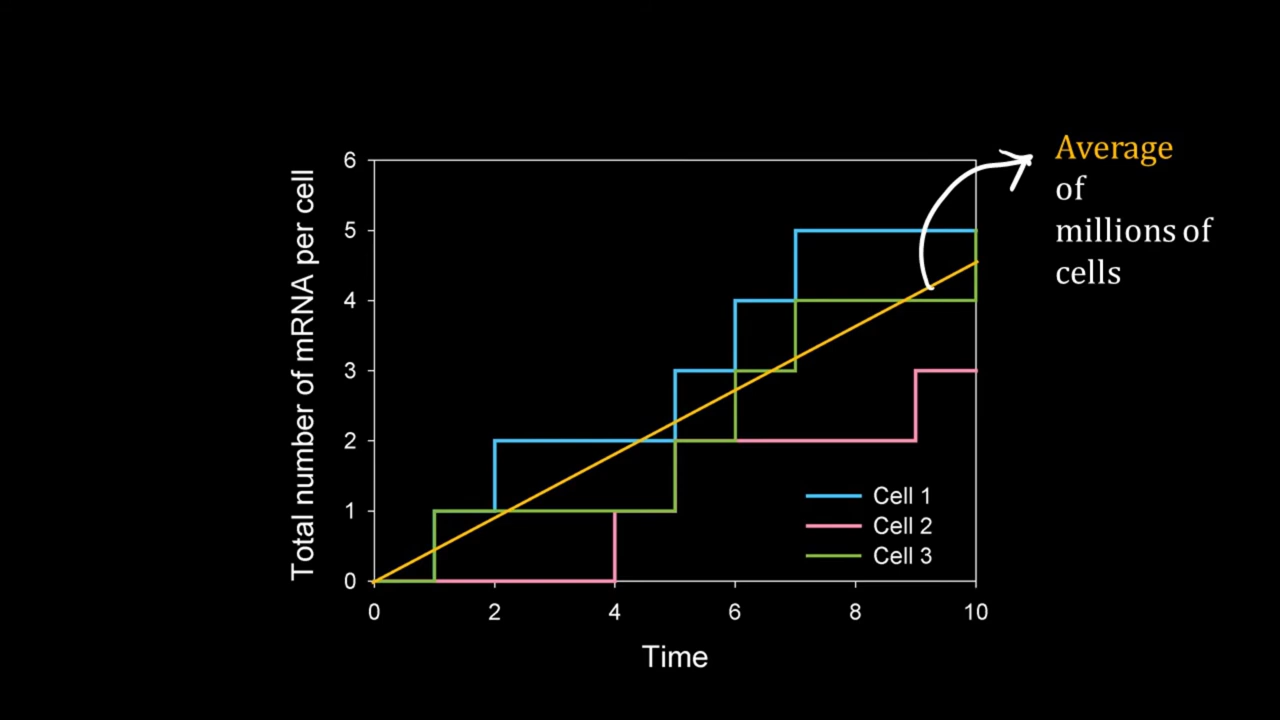 Average
of
millions of
cells
Total number of mRNA per cell
6
5
4
3
2
1
0
Cell 1
Cell 2
Cell 3
0 2 4 6 8 10
Time